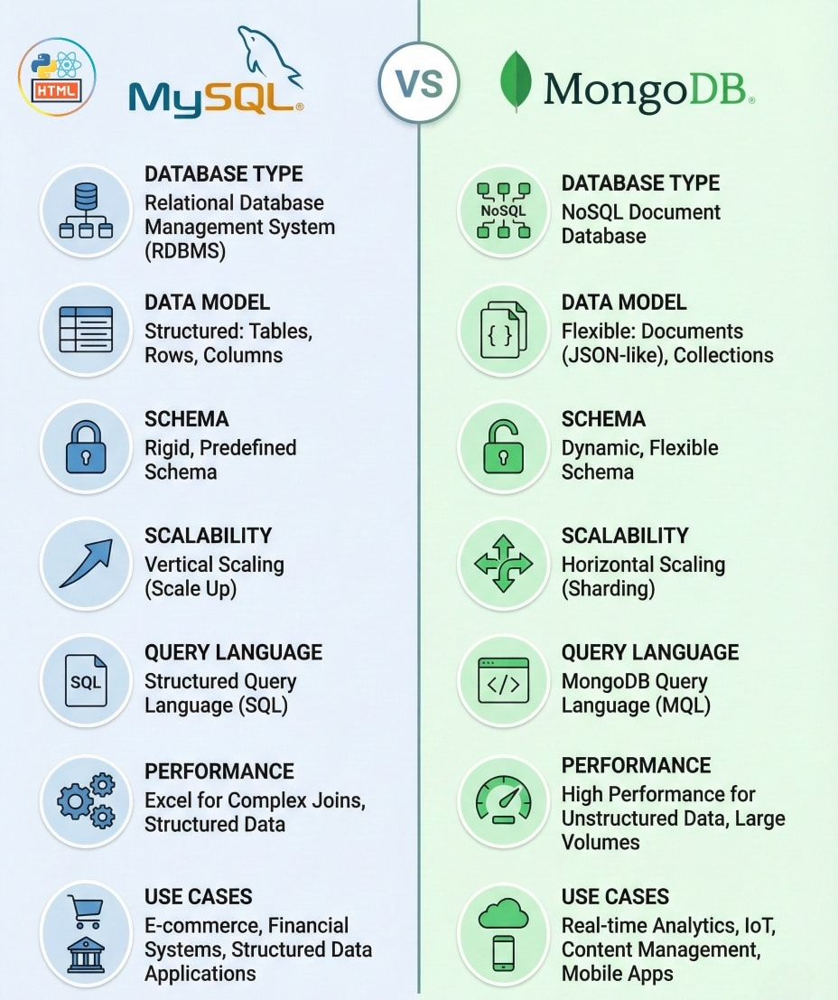 HTML
MySQL®
VS
MongoDB®
DATABASE TYPE
Relational Database
Management System
(RDBMS)
NoSQL
DATABASE TYPE
NoSQL Document
Database
DATA MODEL
Structured: Tables,
Rows, Columns
{ }
DATA MODEL
Flexible: Documents
(JSON-like), Collections
SCHEMA
Rigid, Predefined
Schema
SCHEMA
Dynamic, Flexible
Schema
SCALABILITY
Vertical Scaling
(Scale Up)
SCALABILITY
Horizontal Scaling
(Sharding)
SQL
QUERY LANGUAGE
Structured Query
Language (SQL)
</>
QUERY LANGUAGE
MongoDB Query
Language (MQL)
PERFORMANCE
Excel for Complex Joins,
Structured Data
PERFORMANCE
High Performance for
Unstructured Data, Large
Volumes
USE CASES
E-commerce, Financial
Systems, Structured Data
Applications
USE CASES
Real-time Analytics, IoT,
Content Management,
Mobile Apps